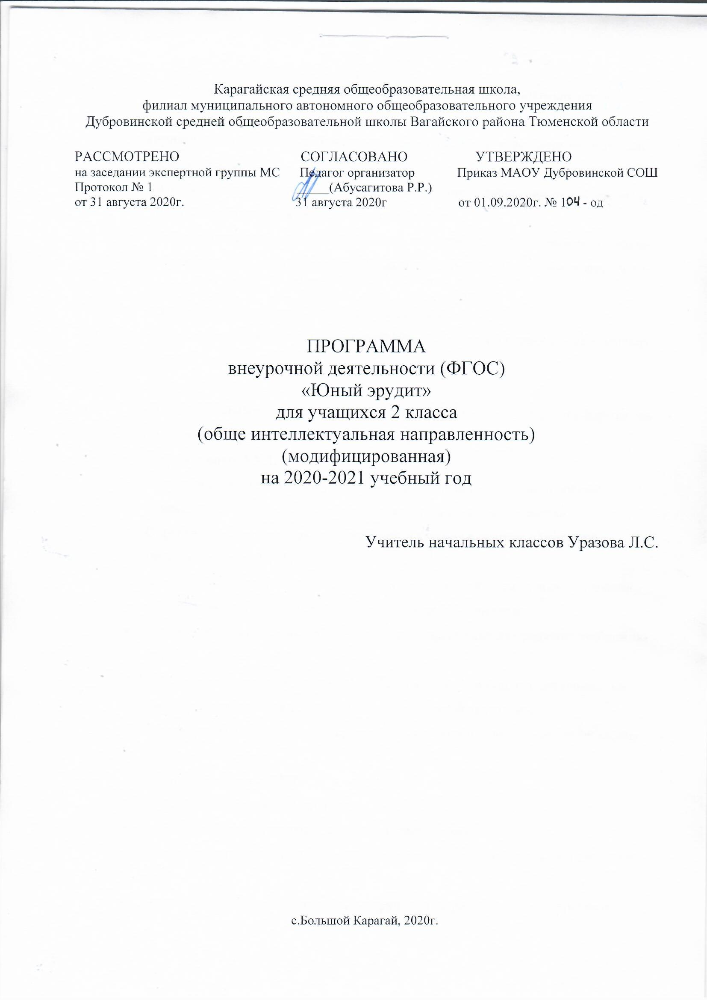 Карагайская средняя общеобразовательная школа,
филиал муниципального автономного общеобразовательного учреждения
Дубровинской средней общеобразовательной школы Вагайского района Тюменской области
РАССМОТРЕНО СОГЛАСОВАНО УТВЕРЖДЕНО
на заседании экспертной группы МС Педагог организатор Приказ МАОУ Дубровинской СОШ
Протокол № 1 _____(Абусагитова Р.Р.)
от 31 августа 2020г. 31 августа 2020г от 01.09.2020г. № 104 - од
ПРОГРАММА
внеурочной деятельности (ФГОС)
«Юный эрудит»
для учащихся 2 класса
(обще интеллектуальная направленность)
(модифицированная)
на 2020-2021 учебный год
Учитель начальных классов Уразова Л.С.
с.Большой Карагай, 2020г.